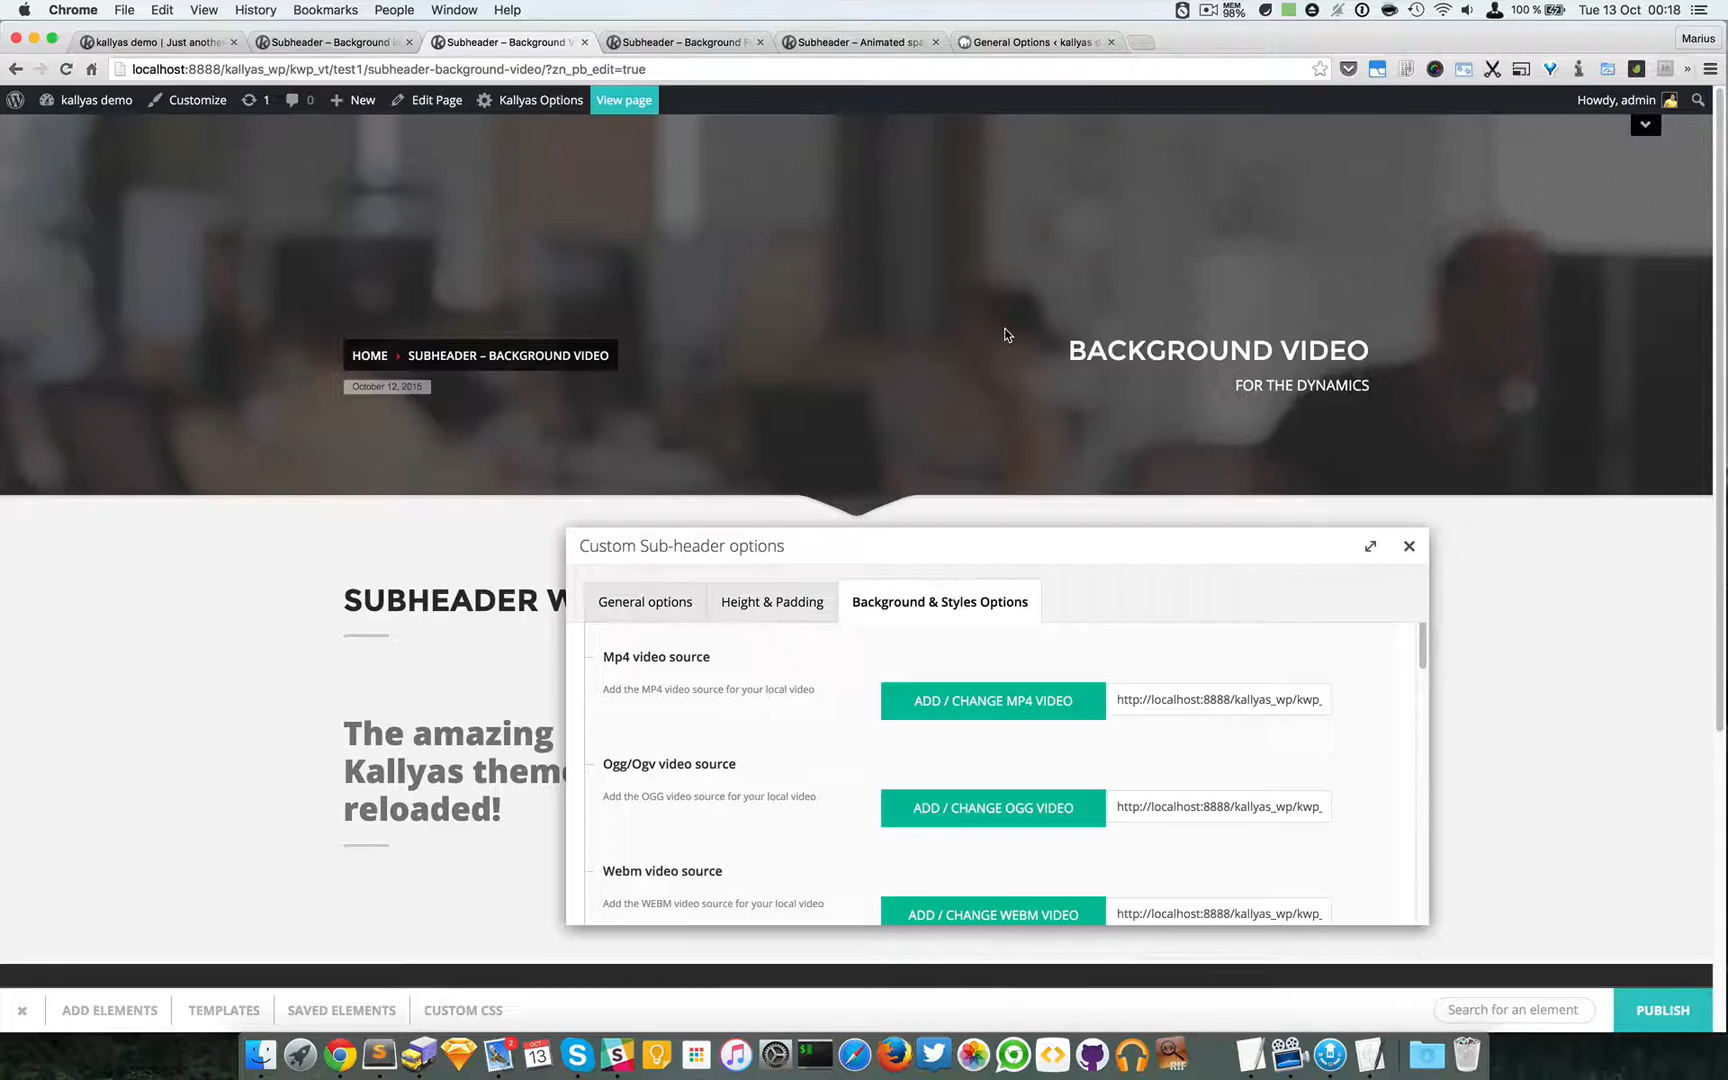 Chrome File Edit View History Bookmarks People Window Help MEM 98% 100 % Tue 13 Oct 00:18
kallyas demo | Just anothe Subheader – Background i Subheader – Background V Subheader – Background F Subheader – Animated spa General Options ‹ kallyas d Marius
localhost:8888/kallyas_wp/kwp_vt/test1/subheader-background-video/?zn_pb_edit=true
kallyas demo Customize 1 0 New Edit Page Kallyas Options View page Howdy, admin
BACKGROUND VIDEO
HOME SUBHEADER – BACKGROUND VIDEO
October 12, 2015
FOR THE DYNAMICS
Custom Sub-header options
General options Height & Padding Background & Styles Options
SUBHEADER W
Mp4 video source
Add the MP4 video source for your local video
ADD / CHANGE MP4 VIDEO http://localhost:8888/kallyas_wp/kwp_
The amazing
Kallyas theme
reloaded!
Ogg/Ogv video source
Add the OGG video source for your local video
ADD / CHANGE OGG VIDEO http://localhost:8888/kallyas_wp/kwp_
Webm video source
Add the WEBM video source for your local video
ADD / CHANGE WEBM VIDEO http://localhost:8888/kallyas_wp/kwp_
ADD ELEMENTS TEMPLATES SAVED ELEMENTS CUSTOM CSS Search for an element PUBLISH
2 OCT 13 RIF